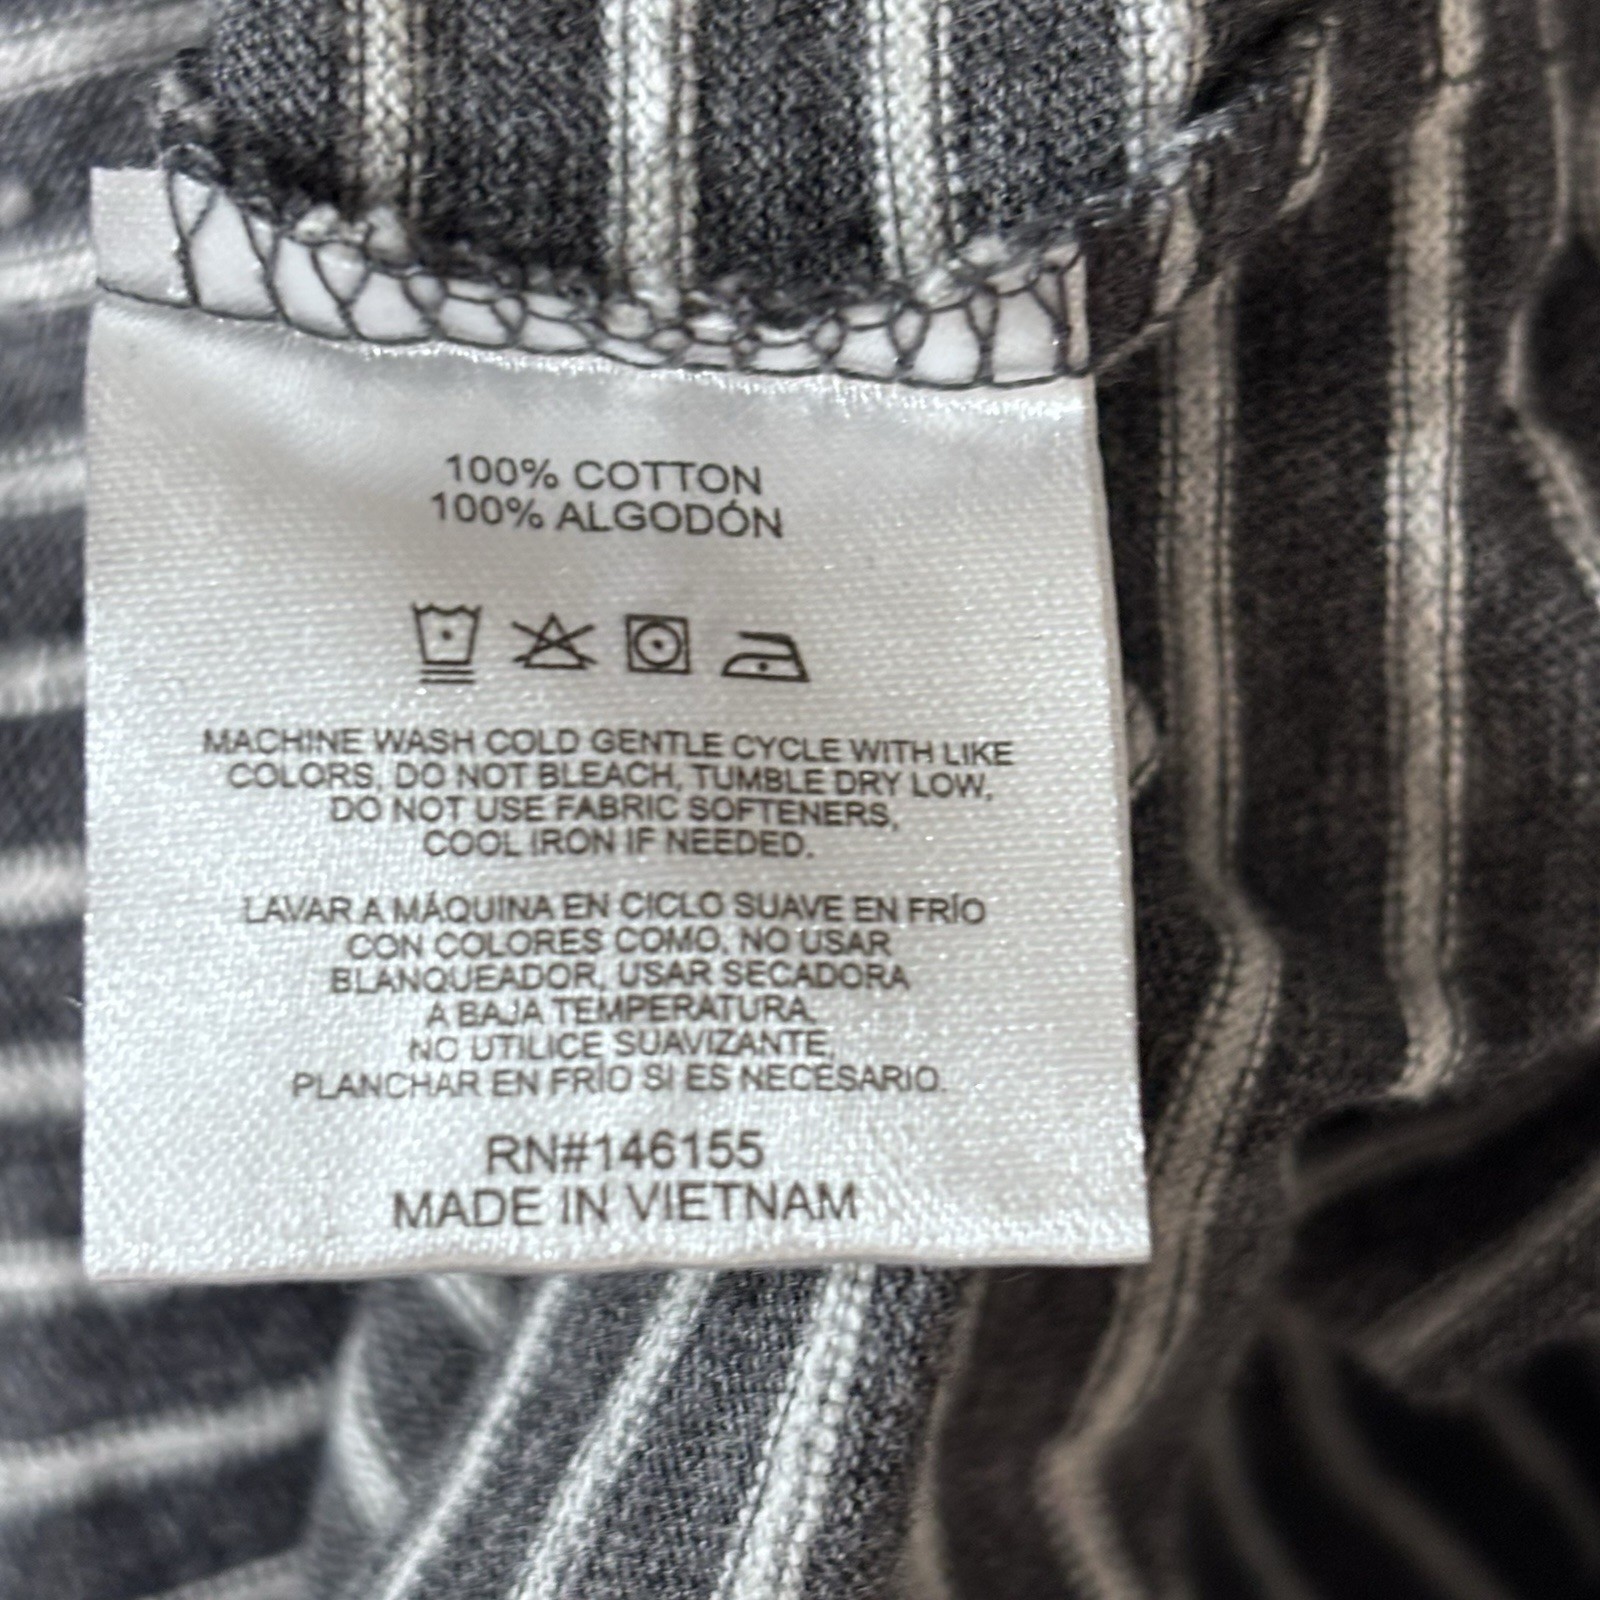 100% COTTON
100% ALGODÓN
MACHINE WASH COLD GENTLE CYCLE WITH LIKE
COLORS, DO NOT BLEACH, TUMBLE DRY LOW,
DO NOT USE FABRIC SOFTENERS,
COOL IRON IF NEEDED.
LAVAR A MÁQUINA EN CICLO SUAVE EN FRÍO
CON COLORES COMO. NO USAR
BLANQUEADOR, USAR SECADORA
A BAJA TEMPERATURA.
NO UTILICE SUAVIZANTE,
PLANCHAR EN FRÍO SI ES NECESARIO.
RN#146155
MADE IN VIETNAM